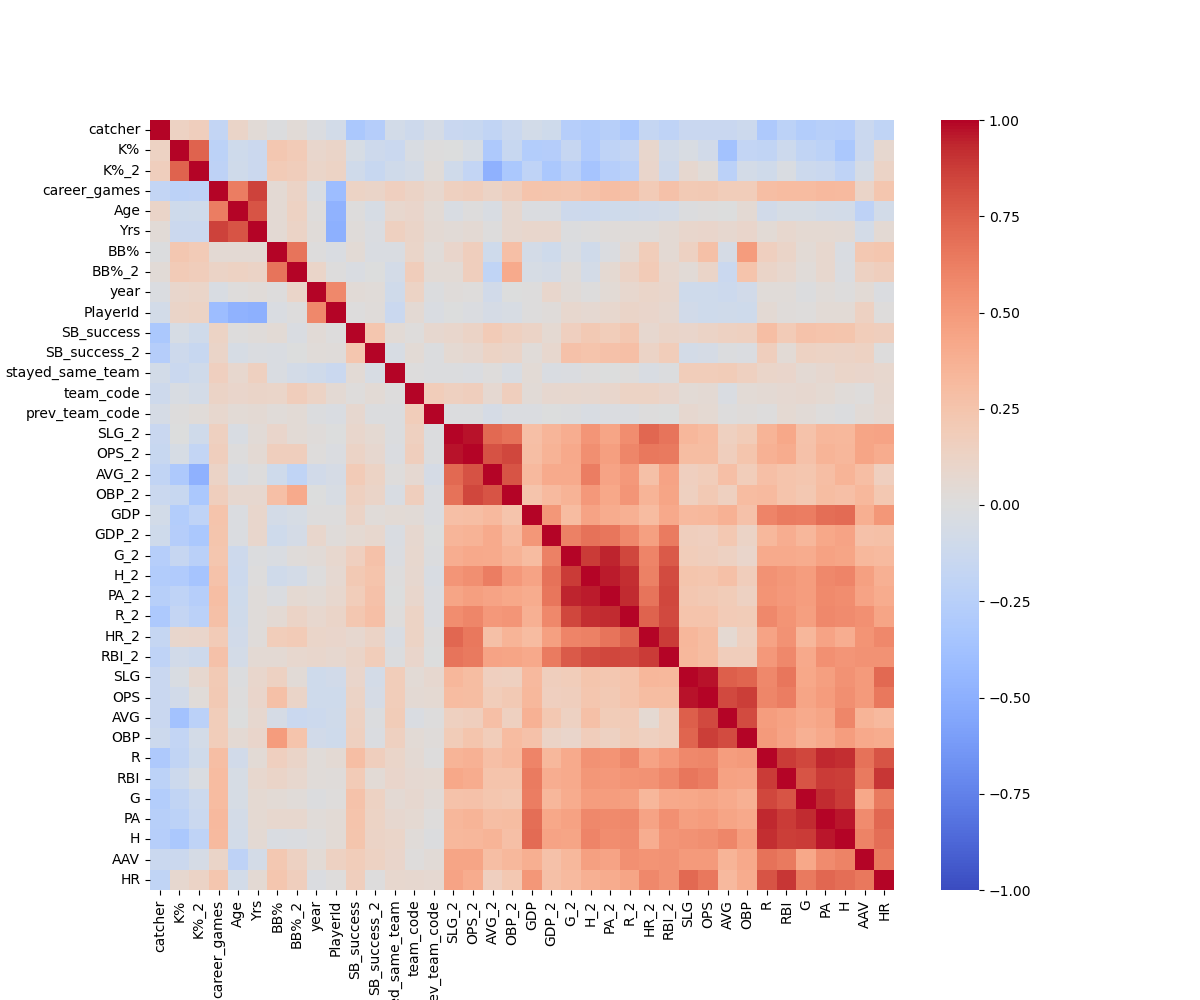 catcher
K%
K%_2
career_games
Age
Yrs
BB%
BB%_2
year
PlayerId
SB_success
SB_success_2
stayed_same_team
team_code
prev_team_code
SLG_2
OPS_2
AVG_2
OBP_2
GDP
GDP_2
G_2
H_2
PA_2
R_2
HR_2
RBI_2
SLG
OPS
AVG
OBP
R
RBI
G
PA
H
AAV
HR
catcher
K%
K%_2
career_games
Age
Yrs
BB%
BB%_2
year
PlayerId
SB_success
SB_success_2
ed_same_team
team_code
ev_team_code
SLG_2
OPS_2
AVG_2
OBP_2
GDP
GDP_2
G_2
H_2
PA_2
R_2
HR_2
RBI_2
SLG
OPS
AVG
OBP
R
RBI
G
PA
H
AAV
HR
1.00
0.75
0.50
0.25
0.00
−0.25
−0.50
−0.75
−1.00